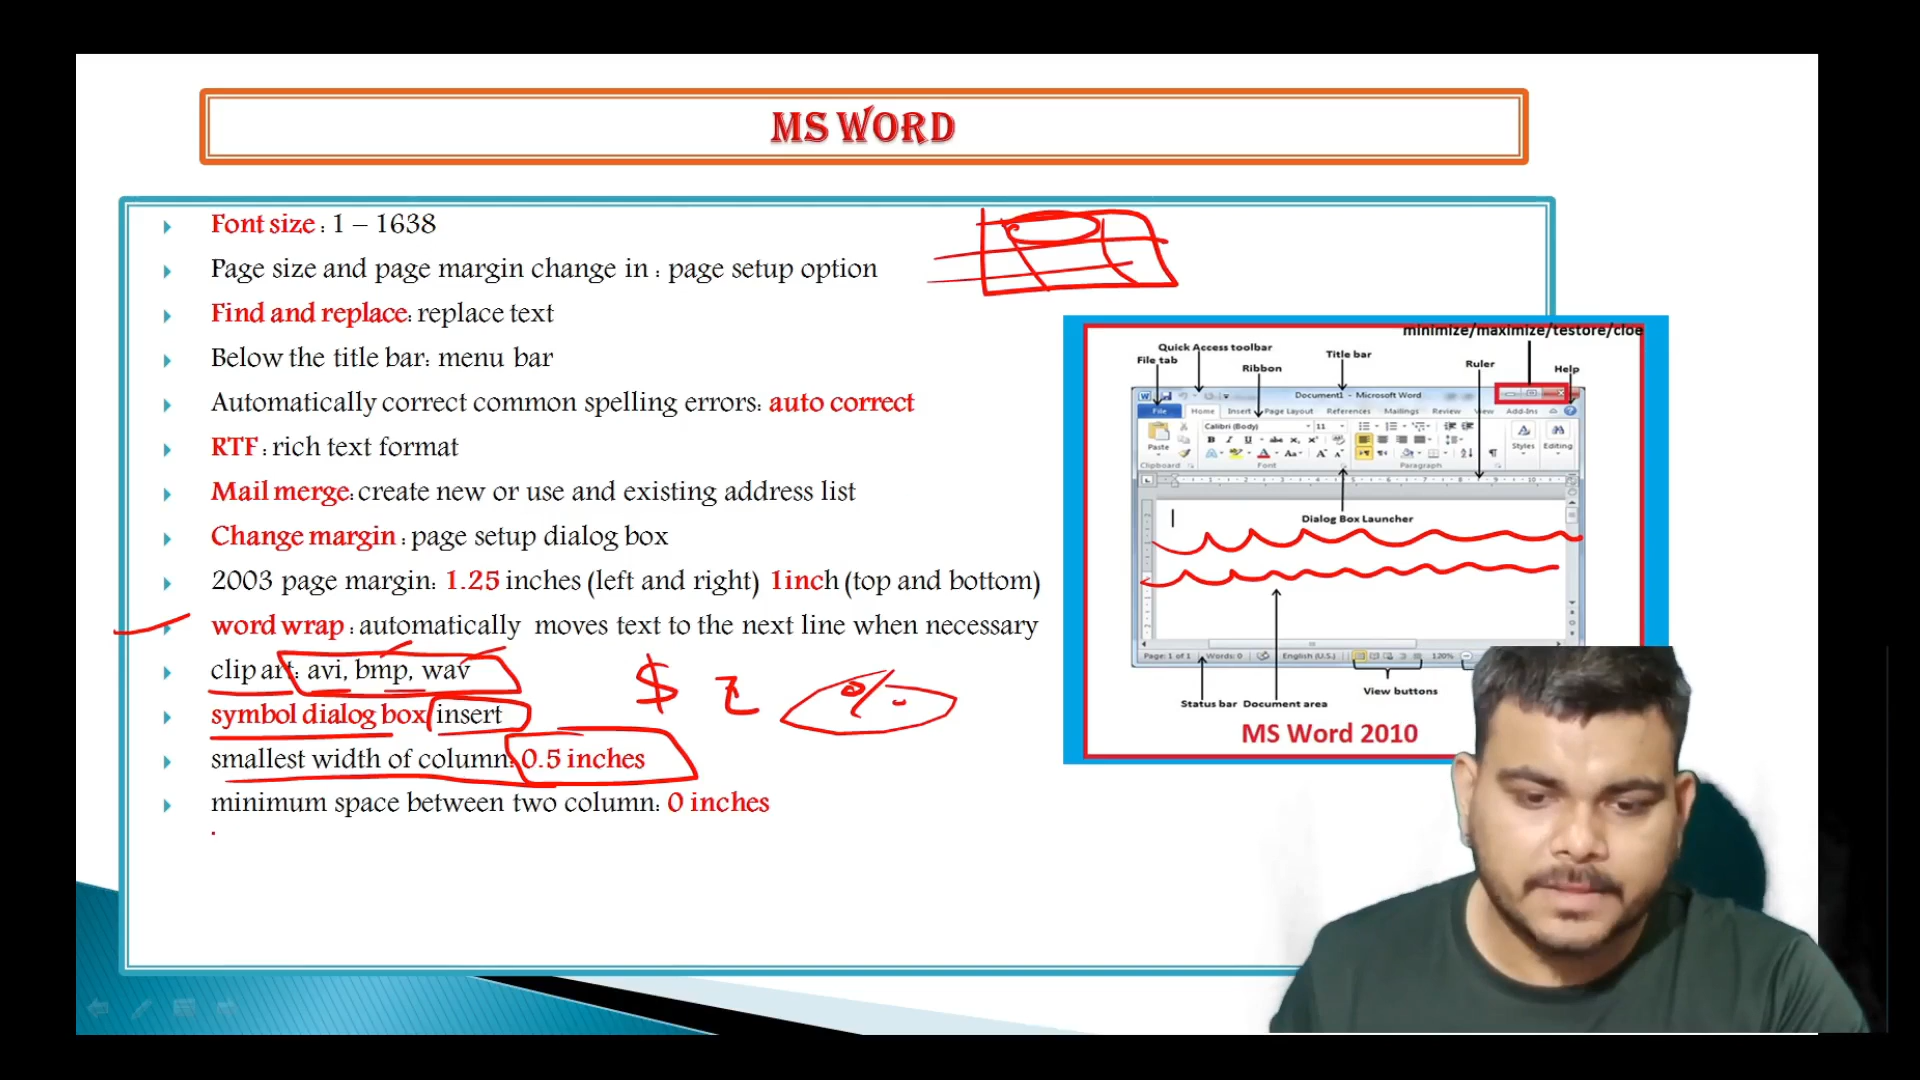 MS WORD
Font size : 1 – 1638
Page size and page margin change in : page setup option
Find and replace: replace text
Below the title bar: menu bar
Automatically correct common spelling errors: auto correct
RTF : rich text format
Mail merge: create new or use and existing address list
Change margin : page setup dialog box
2003 page margin: 1.25 inches (left and right) 1inch (top and bottom)
word wrap : automatically moves text to the next line when necessary
clip art: avi, bmp, wav
symbol dialog box insert
smallest width of column: 0.5 inches
minimum space between two column: 0 inches
$ %
minimize/maximize/testore/cloe
Quick Access toolbar
File tab
Ribbon
Title bar
Ruler
Help
Document1 - Microsoft Word
File Home Insert Page Layout References Mailings Review View Add-Ins
Calibri (Body) 11
Paste
Styles
Editing
Clipboard Font Paragraph
Dialog Box Launcher
Page: 1 of 1 Words: 0 English (U.S.) 120%
View buttons
Status bar Document area
MS Word 2010